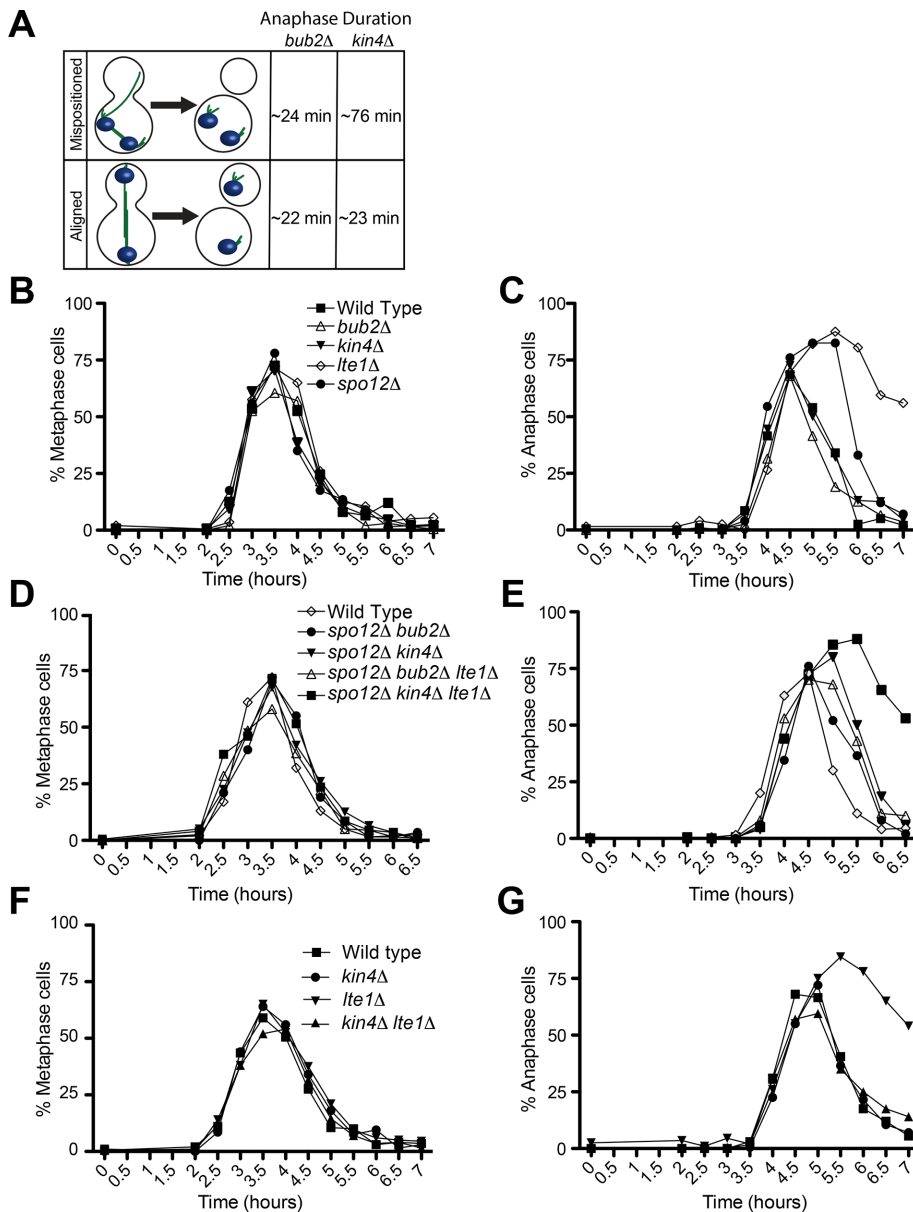 A
Anaphase Duration
bub2Δ kin4Δ
Mispositioned
~24 min ~76 min
Aligned
~22 min ~23 min
B
% Metaphase cells
100
75
50
25
0
Wild Type
bub2Δ
kin4Δ
lte1Δ
spo12Δ
0 0.5 1 1.5 2 2.5 3 3.5 4 4.5 5 5.5 6 6.5 7
Time (hours)
C
% Anaphase cells
100
75
50
25
0
0 0.5 1 1.5 2 2.5 3 3.5 4 4.5 5 5.5 6 6.5 7
Time (hours)
D
% Metaphase cells
100
75
50
25
0
Wild Type
spo12Δ bub2Δ
spo12Δ kin4Δ
spo12Δ bub2Δ lte1Δ
spo12Δ kin4Δ lte1Δ
0 0.5 1 1.5 2 2.5 3 3.5 4 4.5 5 5.5 6 6.5
Time (hours)
E
% Anaphase cells
100
75
50
25
0
0 0.5 1 1.5 2 2.5 3 3.5 4 4.5 5 5.5 6 6.5
Time (hours)
F
% Metaphase cells
100
75
50
25
0
Wild type
kin4Δ
lte1Δ
kin4Δ lte1Δ
0 0.5 1 1.5 2 2.5 3 3.5 4 4.5 5 5.5 6 6.5 7
Time (hours)
G
% Anaphase cells
100
75
50
25
0
0 0.5 1 1.5 2 2.5 3 3.5 4 4.5 5 5.5 6 6.5 7
Time (hours)